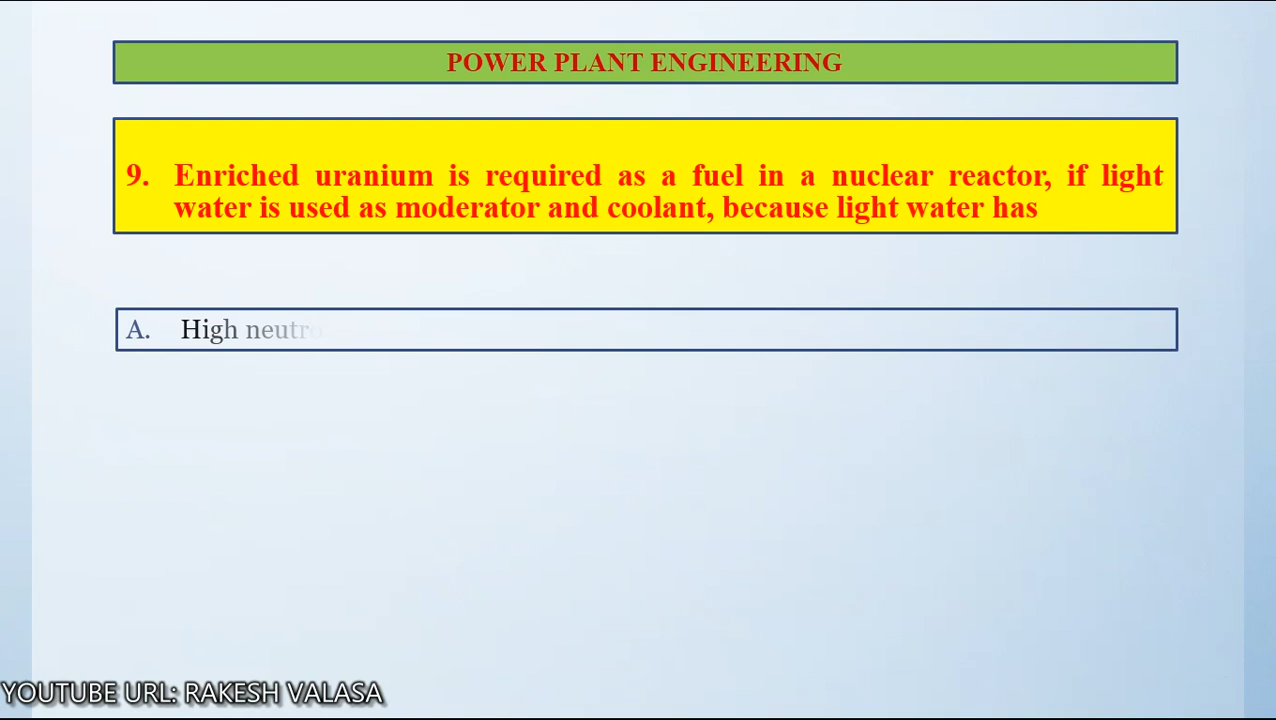 POWER PLANT ENGINEERING
9. Enriched uranium is required as a fuel in a nuclear reactor, if light
water is used as moderator and coolant, because light water has
A. High
YOUTUBE URL: RAKESH VALASA